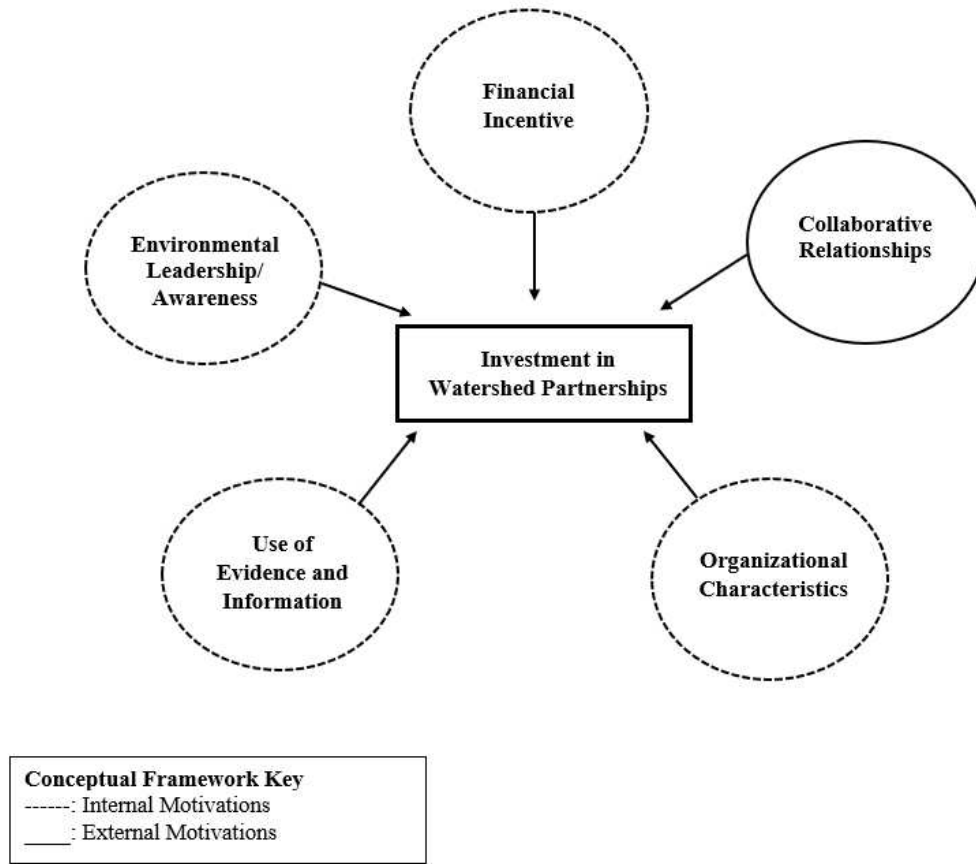 Financial
Incentive
Collaborative
Relationships
Environmental
Leadership/
Awareness
Investment in
Watershed Partnerships
Use of
Evidence and
Information
Organizational
Characteristics
Conceptual Framework Key
------: Internal Motivations
____: External Motivations